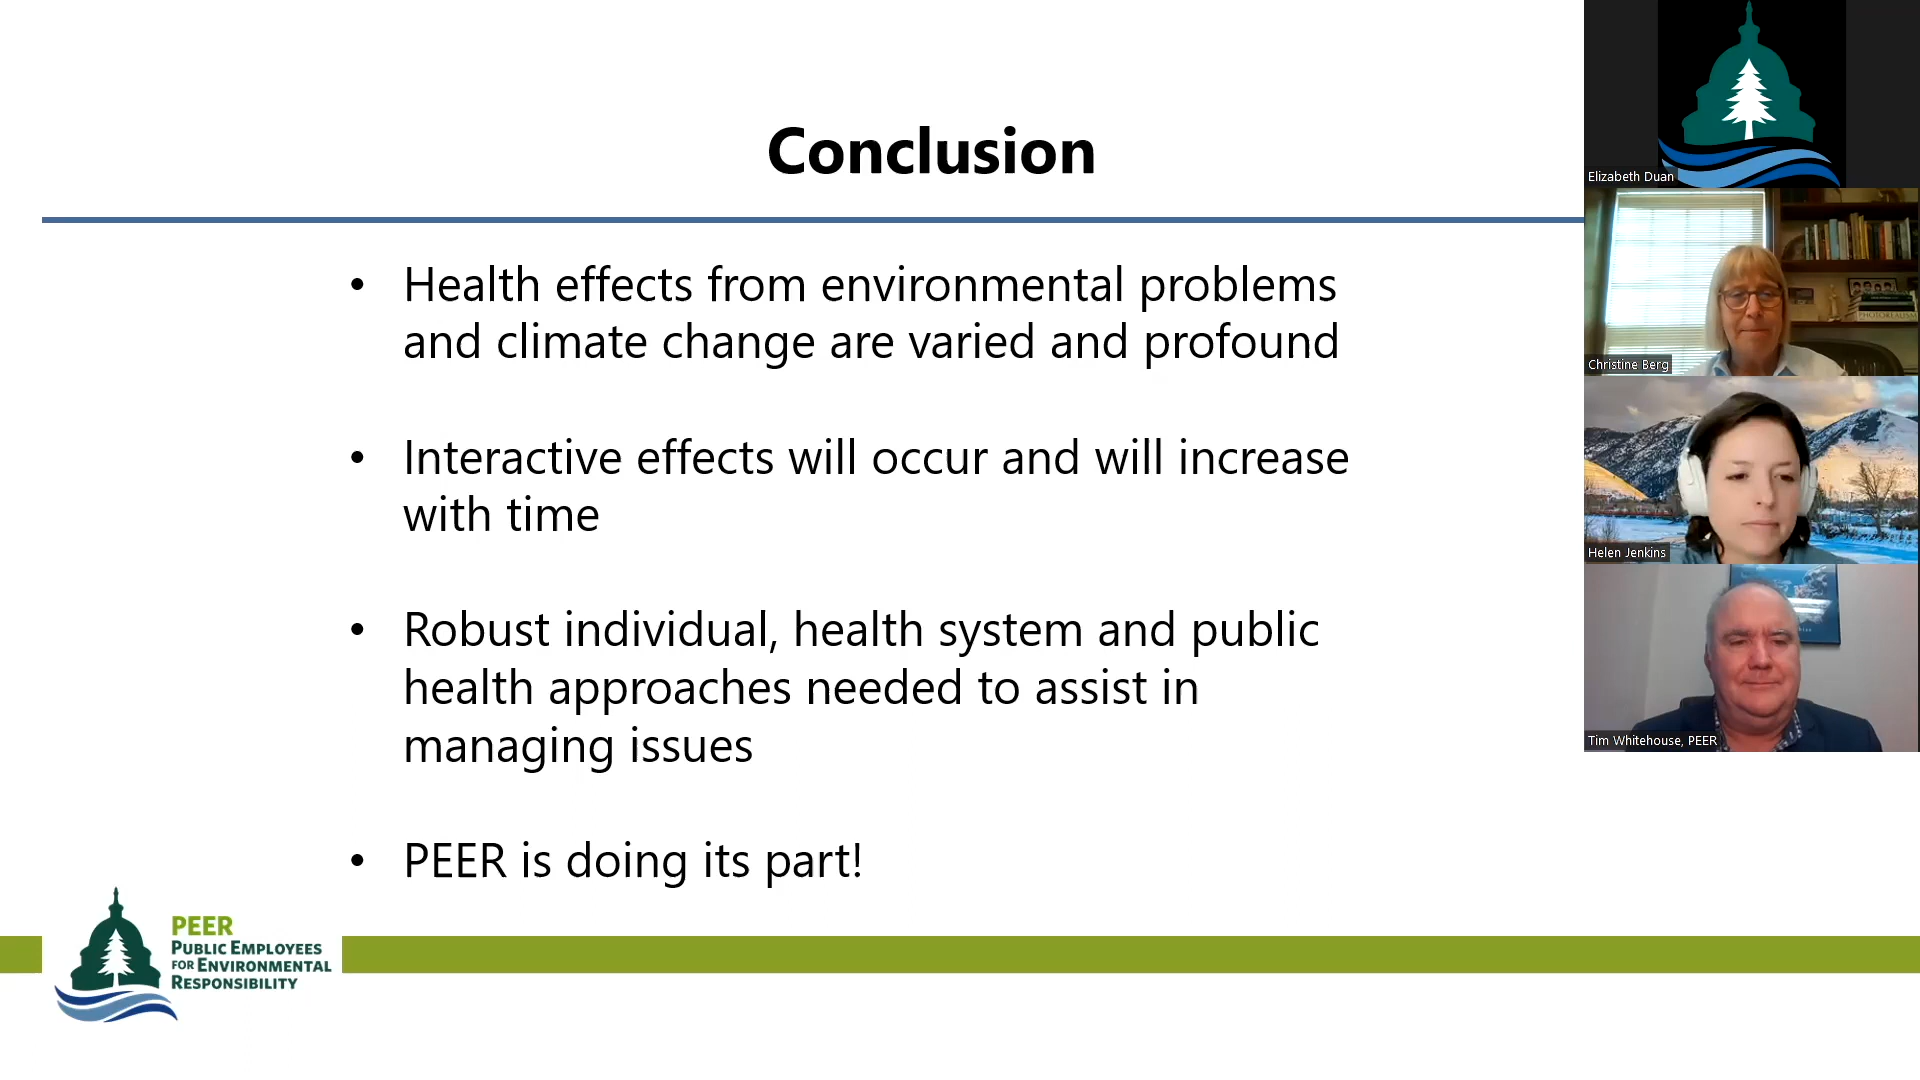 Conclusion
• Health effects from environmental problems
and climate change are varied and profound
• Interactive effects will occur and will increase
with time
• Robust individual, health system and public
health approaches needed to assist in
managing issues
• PEER is doing its part!
PEER
PUBLIC EMPLOYEES
FOR ENVIRONMENTAL
RESPONSIBILITY
Elizabeth Duan
Christine Berg
PHOTOREALISM
Helen Jenkins
Tim Whitehouse, PEER